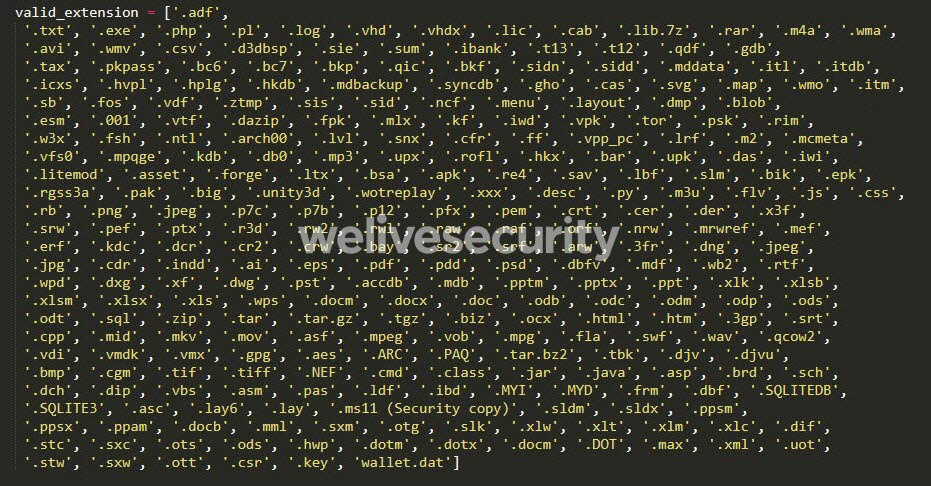 valid_extension = ['.adf',
'.txt', '.exe', '.php', '.pl', '.log', '.vhd', '.vhdx', '.lic', '.cab', '.lib.7z', '.rar', '.m4a', '.wma',
'.avi', '.wmv', '.csv', '.d3dbsp', '.sie', '.sum', '.ibank', '.t13', '.t12', '.qdf', '.gdb',
'.tax', '.pkpass', '.bc6', '.bc7', '.bkp', '.qic', '.bkf', '.sidn', '.sidd', '.mddata', '.itl', '.itdb',
'.icxs', '.hvpl', '.hplg', '.hkdb', '.mdbackup', '.syncdb', '.gho', '.cas', '.svg', '.map', '.wmo', '.itm',
'.sb', '.fos', '.vdf', '.ztmp', '.sis', '.sid', '.ncf', '.menu', '.layout', '.dmp', '.blob',
'.esm', '.001', '.vtf', '.dazip', '.fpk', '.mlx', '.kf', '.iwd', '.vpk', '.tor', '.psk', '.rim',
'.w3x', '.fsh', '.ntl', '.arch00', '.lvl', '.snx', '.cfr', '.ff', '.vpp_pc', '.lrf', '.m2', '.mcmeta',
'.vfs0', '.mpqge', '.kdb', '.db0', '.mp3', '.upx', '.rofl', '.hkx', '.bar', '.upk', '.das', '.iwi',
'.litemod', '.asset', '.forge', '.ltx', '.bsa', '.apk', '.re4', '.sav', '.lbf', '.slm', '.bik', '.epk',
'.rgss3a', '.pak', '.big', '.unity3d', '.wotreplay', '.xxx', '.desc', '.py', '.m3u', '.flv', '.js', '.css',
'.rb', '.png', '.jpeg', '.p7c', '.p7b', '.p12', '.pfx', '.pem', '.crt', '.cer', '.der', '.x3f',
'.srw', '.pef', '.ptx', '.r3d', '.rw2', '.rwl', '.raw', '.raf', '.orf', '.nrw', '.mrwref', '.mef',
welivesecurity
'.erf', '.kdc', '.dcr', '.cr2', '.crw', '.bay', '.sr2', '.srf', '.arw', '.3fr', '.dng', '.jpeg',
'.jpg', '.cdr', '.indd', '.ai', '.eps', '.pdf', '.pdd', '.psd', '.dbfv', '.mdf', '.wb2', '.rtf',
'.wpd', '.dxg', '.xf', '.dwg', '.pst', '.accdb', '.mdb', '.pptm', '.pptx', '.ppt', '.xlk', '.xlsb',
'.xlsm', '.xlsx', '.xls', '.wps', '.docm', '.docx', '.doc', '.odb', '.odc', '.odm', '.odp', '.ods',
'.odt', '.sql', '.zip', '.tar', '.tar.gz', '.tgz', '.biz', '.ocx', '.html', '.htm', '.3gp', '.srt',
'.cpp', '.mid', '.mkv', '.mov', '.asf', '.mpeg', '.vob', '.mpg', '.fla', '.swf', '.wav', '.qcow2',
'.vdi', '.vmdk', '.vmx', '.gpg', '.aes', '.ARC', '.PAQ', '.tar.bz2', '.tbk', '.djv', '.djvu',
'.bmp', '.cgm', '.tif', '.tiff', '.NEF', '.cmd', '.class', '.jar', '.java', '.asp', '.brd', '.sch',
'.dch', '.dip', '.vbs', '.asm', '.pas', '.ldf', '.ibd', '.MYI', '.MYD', '.frm', '.dbf', '.SQLITEDB',
'.SQLITE3', '.asc', '.lay6', '.lay', '.ms11 (Security copy)', '.sldm', '.sldx', '.ppsm',
'.ppsx', '.ppam', '.docb', '.mml', '.sxm', '.otg', '.slk', '.xlw', '.xlt', '.xlm', '.xlc', '.dif',
'.stc', '.sxc', '.ots', '.ods', '.hwp', '.dotm', '.dotx', '.docm', '.DOT', '.max', '.xml', '.uot',
'.stw', '.sxw', '.ott', '.csr', '.key', 'wallet.dat']